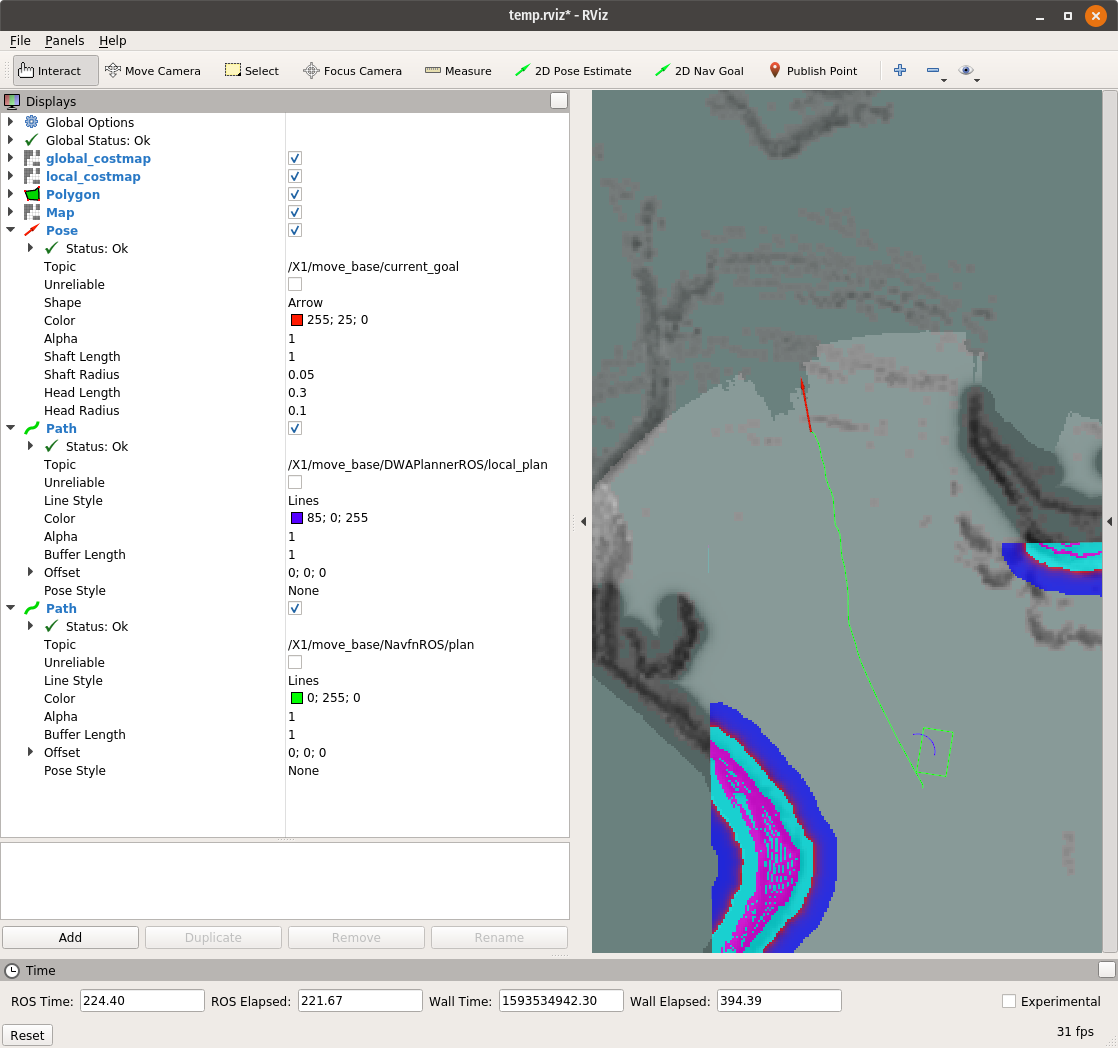 temp.rviz* - RViz
File Panels Help
Interact Move Camera Select Focus Camera Measure 2D Pose Estimate 2D Nav Goal Publish Point
Displays
Global Options
Global Status: Ok
global_costmap
local_costmap
Polygon
Map
Pose
Status: Ok
Topic /X1/move_base/current_goal
Unreliable
Shape Arrow
Color 255; 25; 0
Alpha 1
Shaft Length 1
Shaft Radius 0.05
Head Length 0.3
Head Radius 0.1
Path
Status: Ok
Topic /X1/move_base/DWAPlannerROS/local_plan
Unreliable
Line Style Lines
Color 85; 0; 255
Alpha 1
Buffer Length 1
Offset 0; 0; 0
Pose Style None
Path
Status: Ok
Topic /X1/move_base/NavfnROS/plan
Unreliable
Line Style Lines
Color 0; 255; 0
Alpha 1
Buffer Length 1
Offset 0; 0; 0
Pose Style None
Add Duplicate Remove Rename
Time
ROS Time: 224.40 ROS Elapsed: 221.67 Wall Time: 1593534942.30 Wall Elapsed: 394.39 Experimental
Reset 31 fps